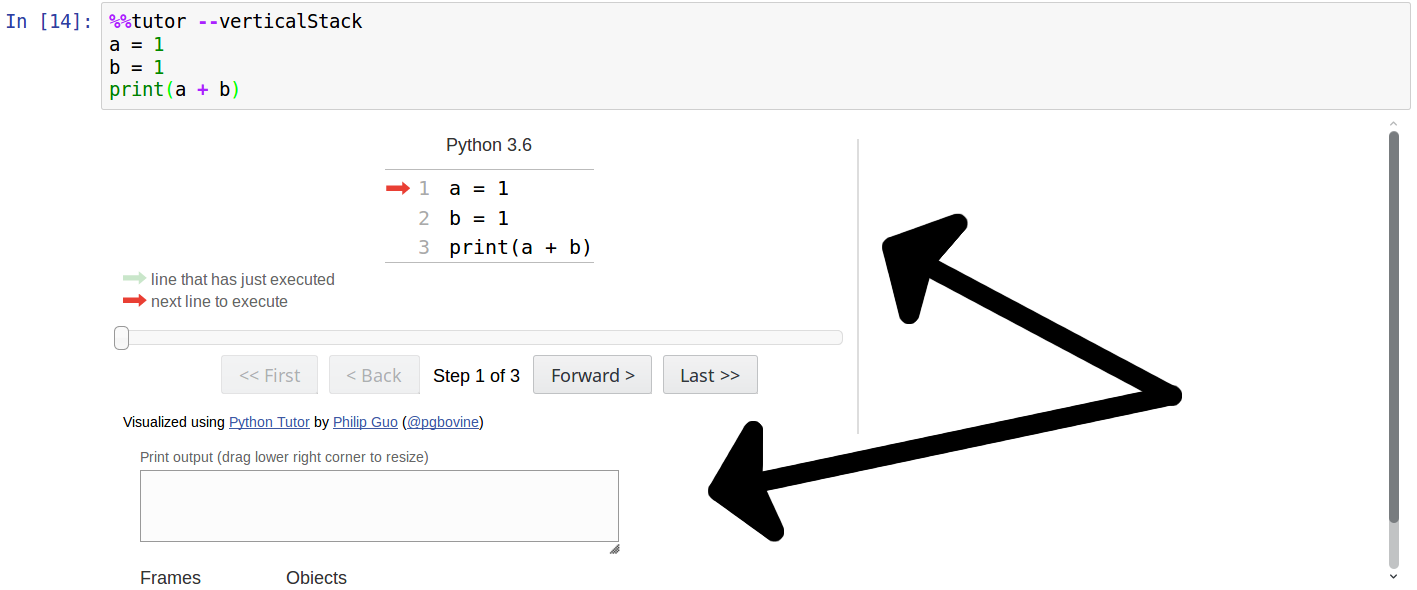 In [14]: %%tutor --verticalStack
a = 1
b = 1
print(a + b)
Python 3.6
1 a = 1
2 b = 1
3 print(a + b)
line that has just executed
next line to execute
<< First < Back Step 1 of 3 Forward > Last >>
Visualized using Python Tutor by Philip Guo (@pgbovine)
Print output (drag lower right corner to resize)
Frames Objects